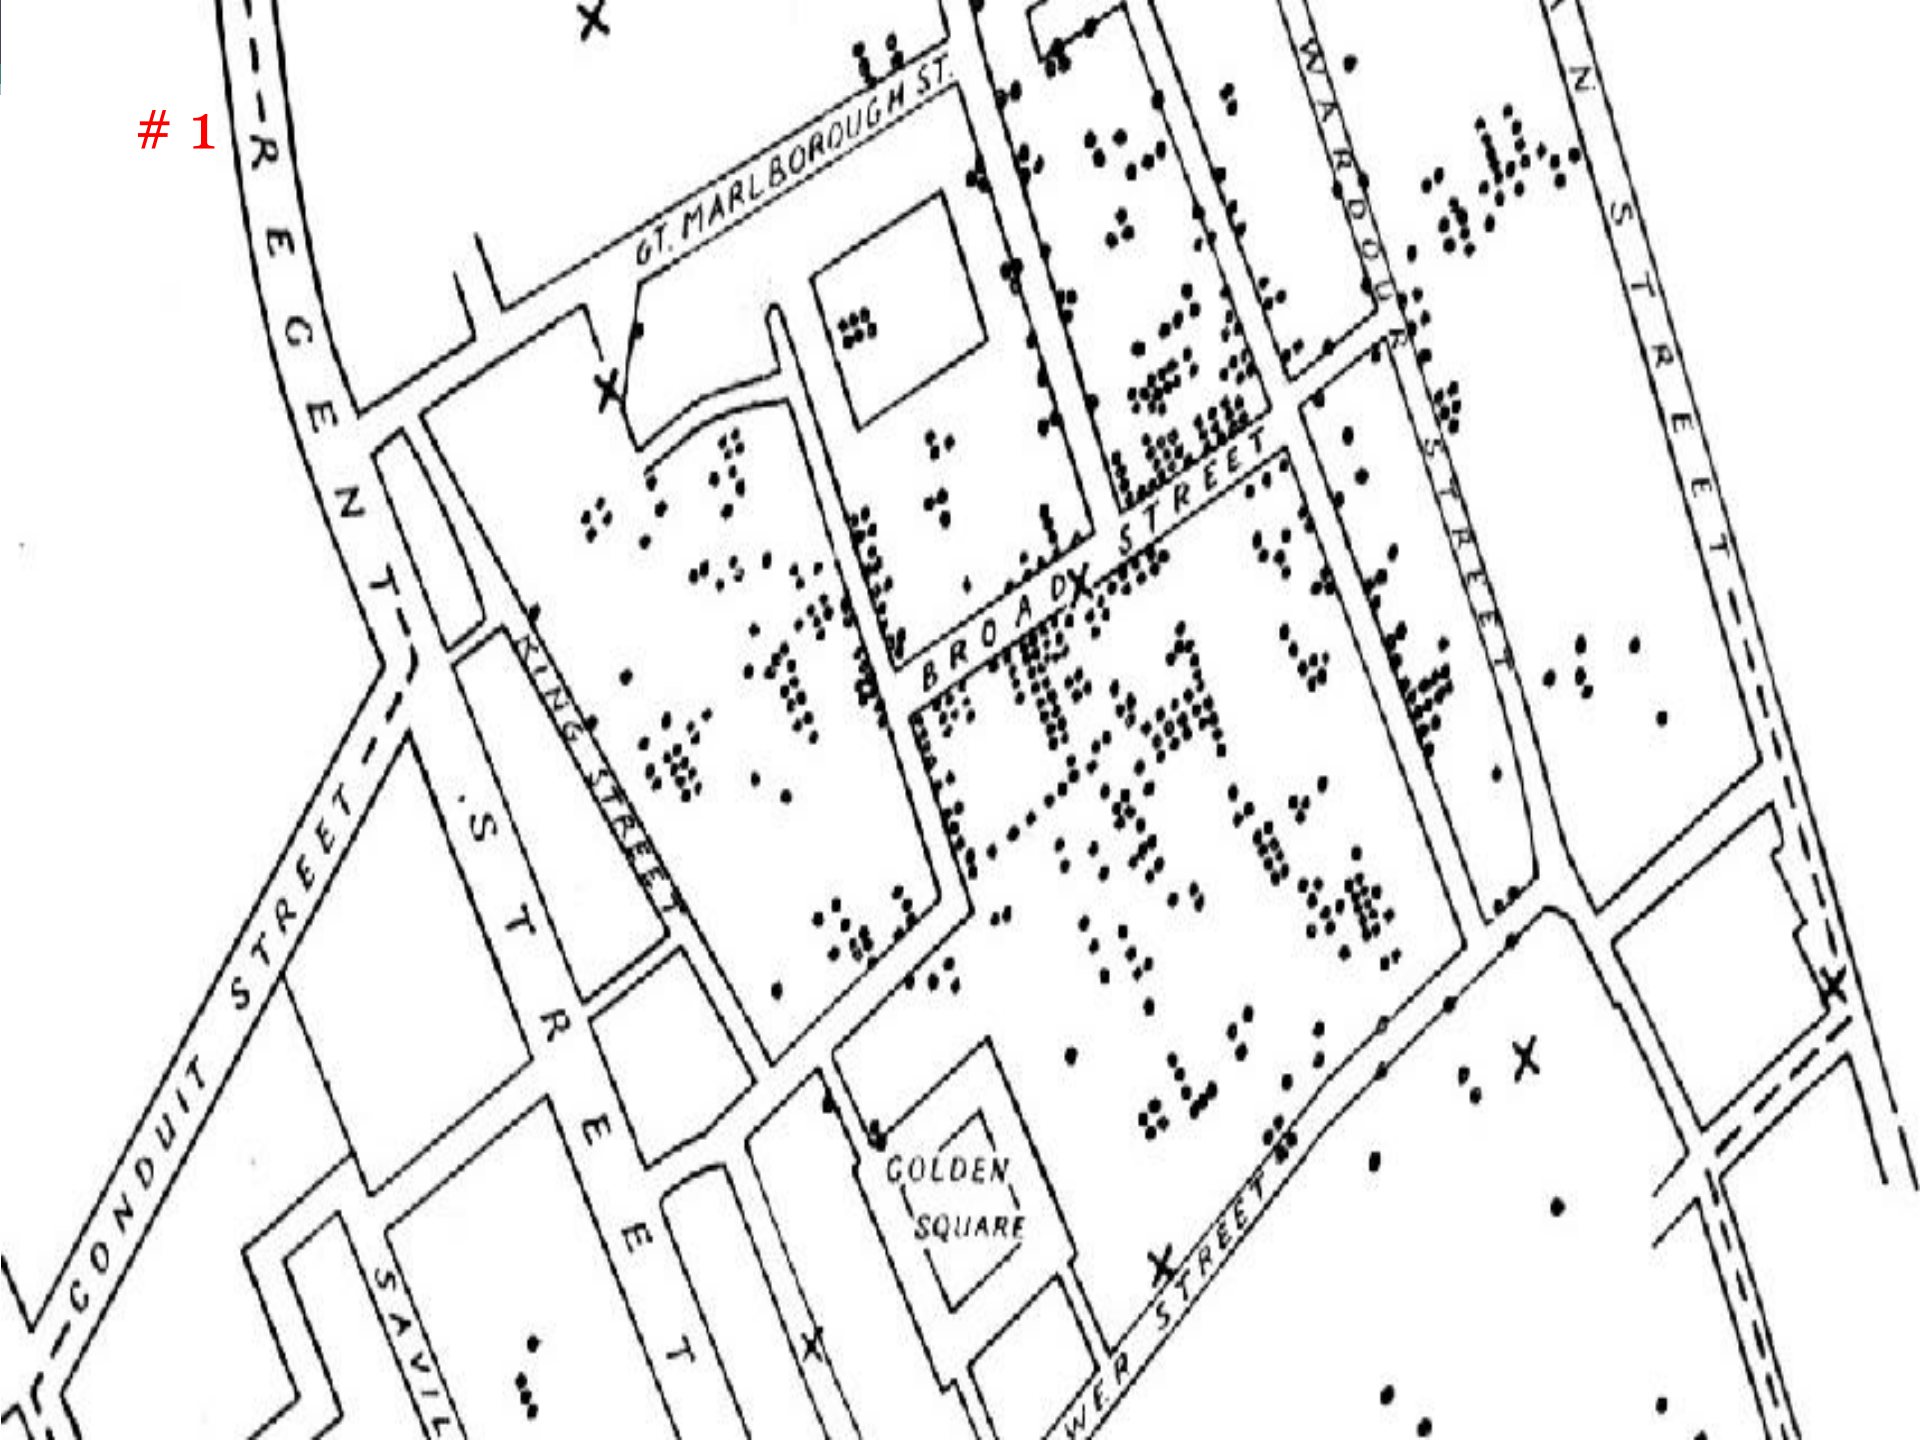 # 1
REGENT
STREET
GT. MARLBOROUGH ST.
WARDOUR STREET
N STREET
KING STREET
BROAD STREET
CONDUIT STREET
GOLDEN
SQUARE
SAVIL
WER STREET